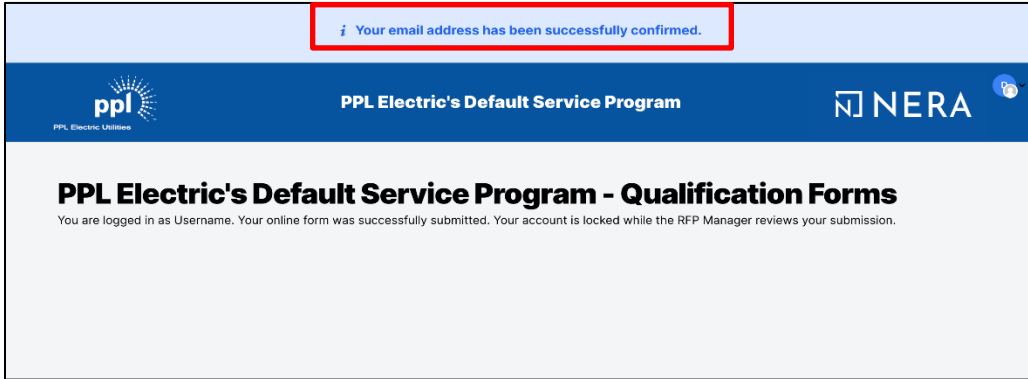 i Your email address has been successfully confirmed.
ppl
PPL Electric Utilities
PPL Electric's Default Service Program
N NERA
PPL Electric's Default Service Program - Qualification Forms
You are logged in as Username. Your online form was successfully submitted. Your account is locked while the RFP Manager reviews your submission.